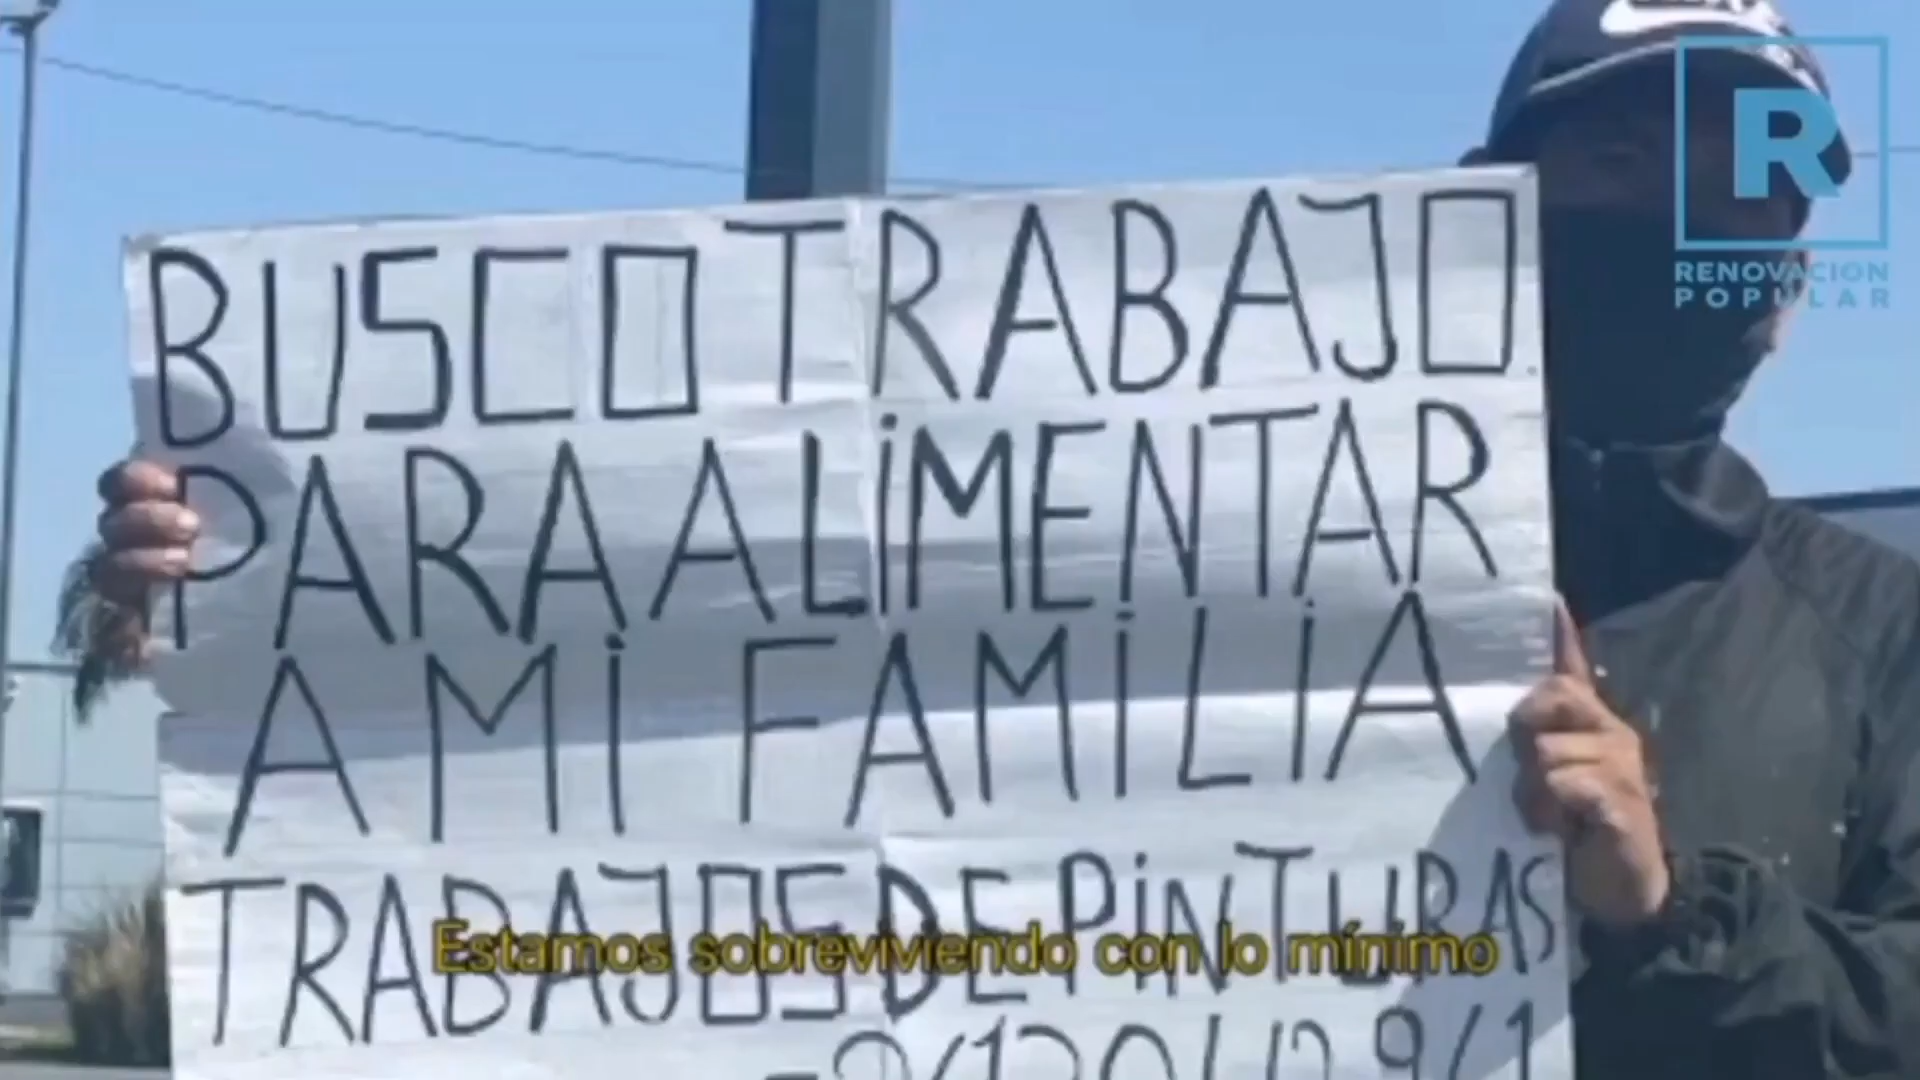 RENOVACION
POPULAR
BUSCO TRABAJO.
PARA ALiMENTAR
A Mi FAMiLiA
TRABAJOS DE PiNTURAS
Estamos sobreviviendo con lo mínimo